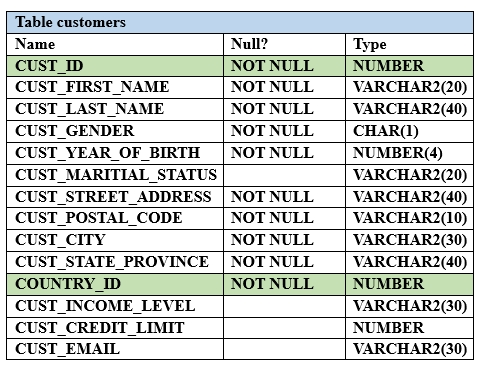 Table customers
Name Null? Type
CUST_ID NOT NULL NUMBER
CUST_FIRST_NAME NOT NULL VARCHAR2(20)
CUST_LAST_NAME NOT NULL VARCHAR2(40)
CUST_GENDER NOT NULL CHAR(1)
CUST_YEAR_OF_BIRTH NOT NULL NUMBER(4)
CUST_MARITIAL_STATUS VARCHAR2(20)
CUST_STREET_ADDRESS NOT NULL VARCHAR2(40)
CUST_POSTAL_CODE NOT NULL VARCHAR2(10)
CUST_CITY NOT NULL VARCHAR2(30)
CUST_STATE_PROVINCE NOT NULL VARCHAR2(40)
COUNTRY_ID NOT NULL NUMBER
CUST_INCOME_LEVEL VARCHAR2(30)
CUST_CREDIT_LIMIT NUMBER
CUST_EMAIL VARCHAR2(30)